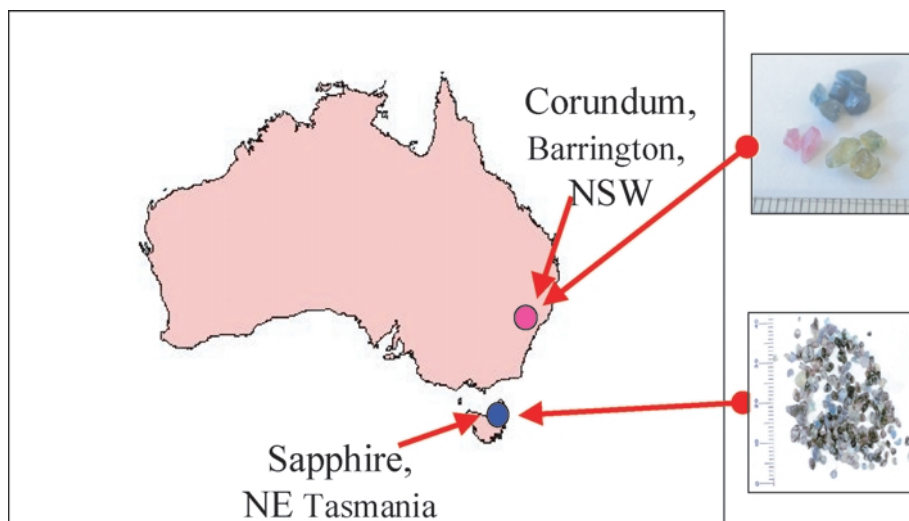 Corundum,
Barrington,
NSW
Sapphire,
NE Tasmania